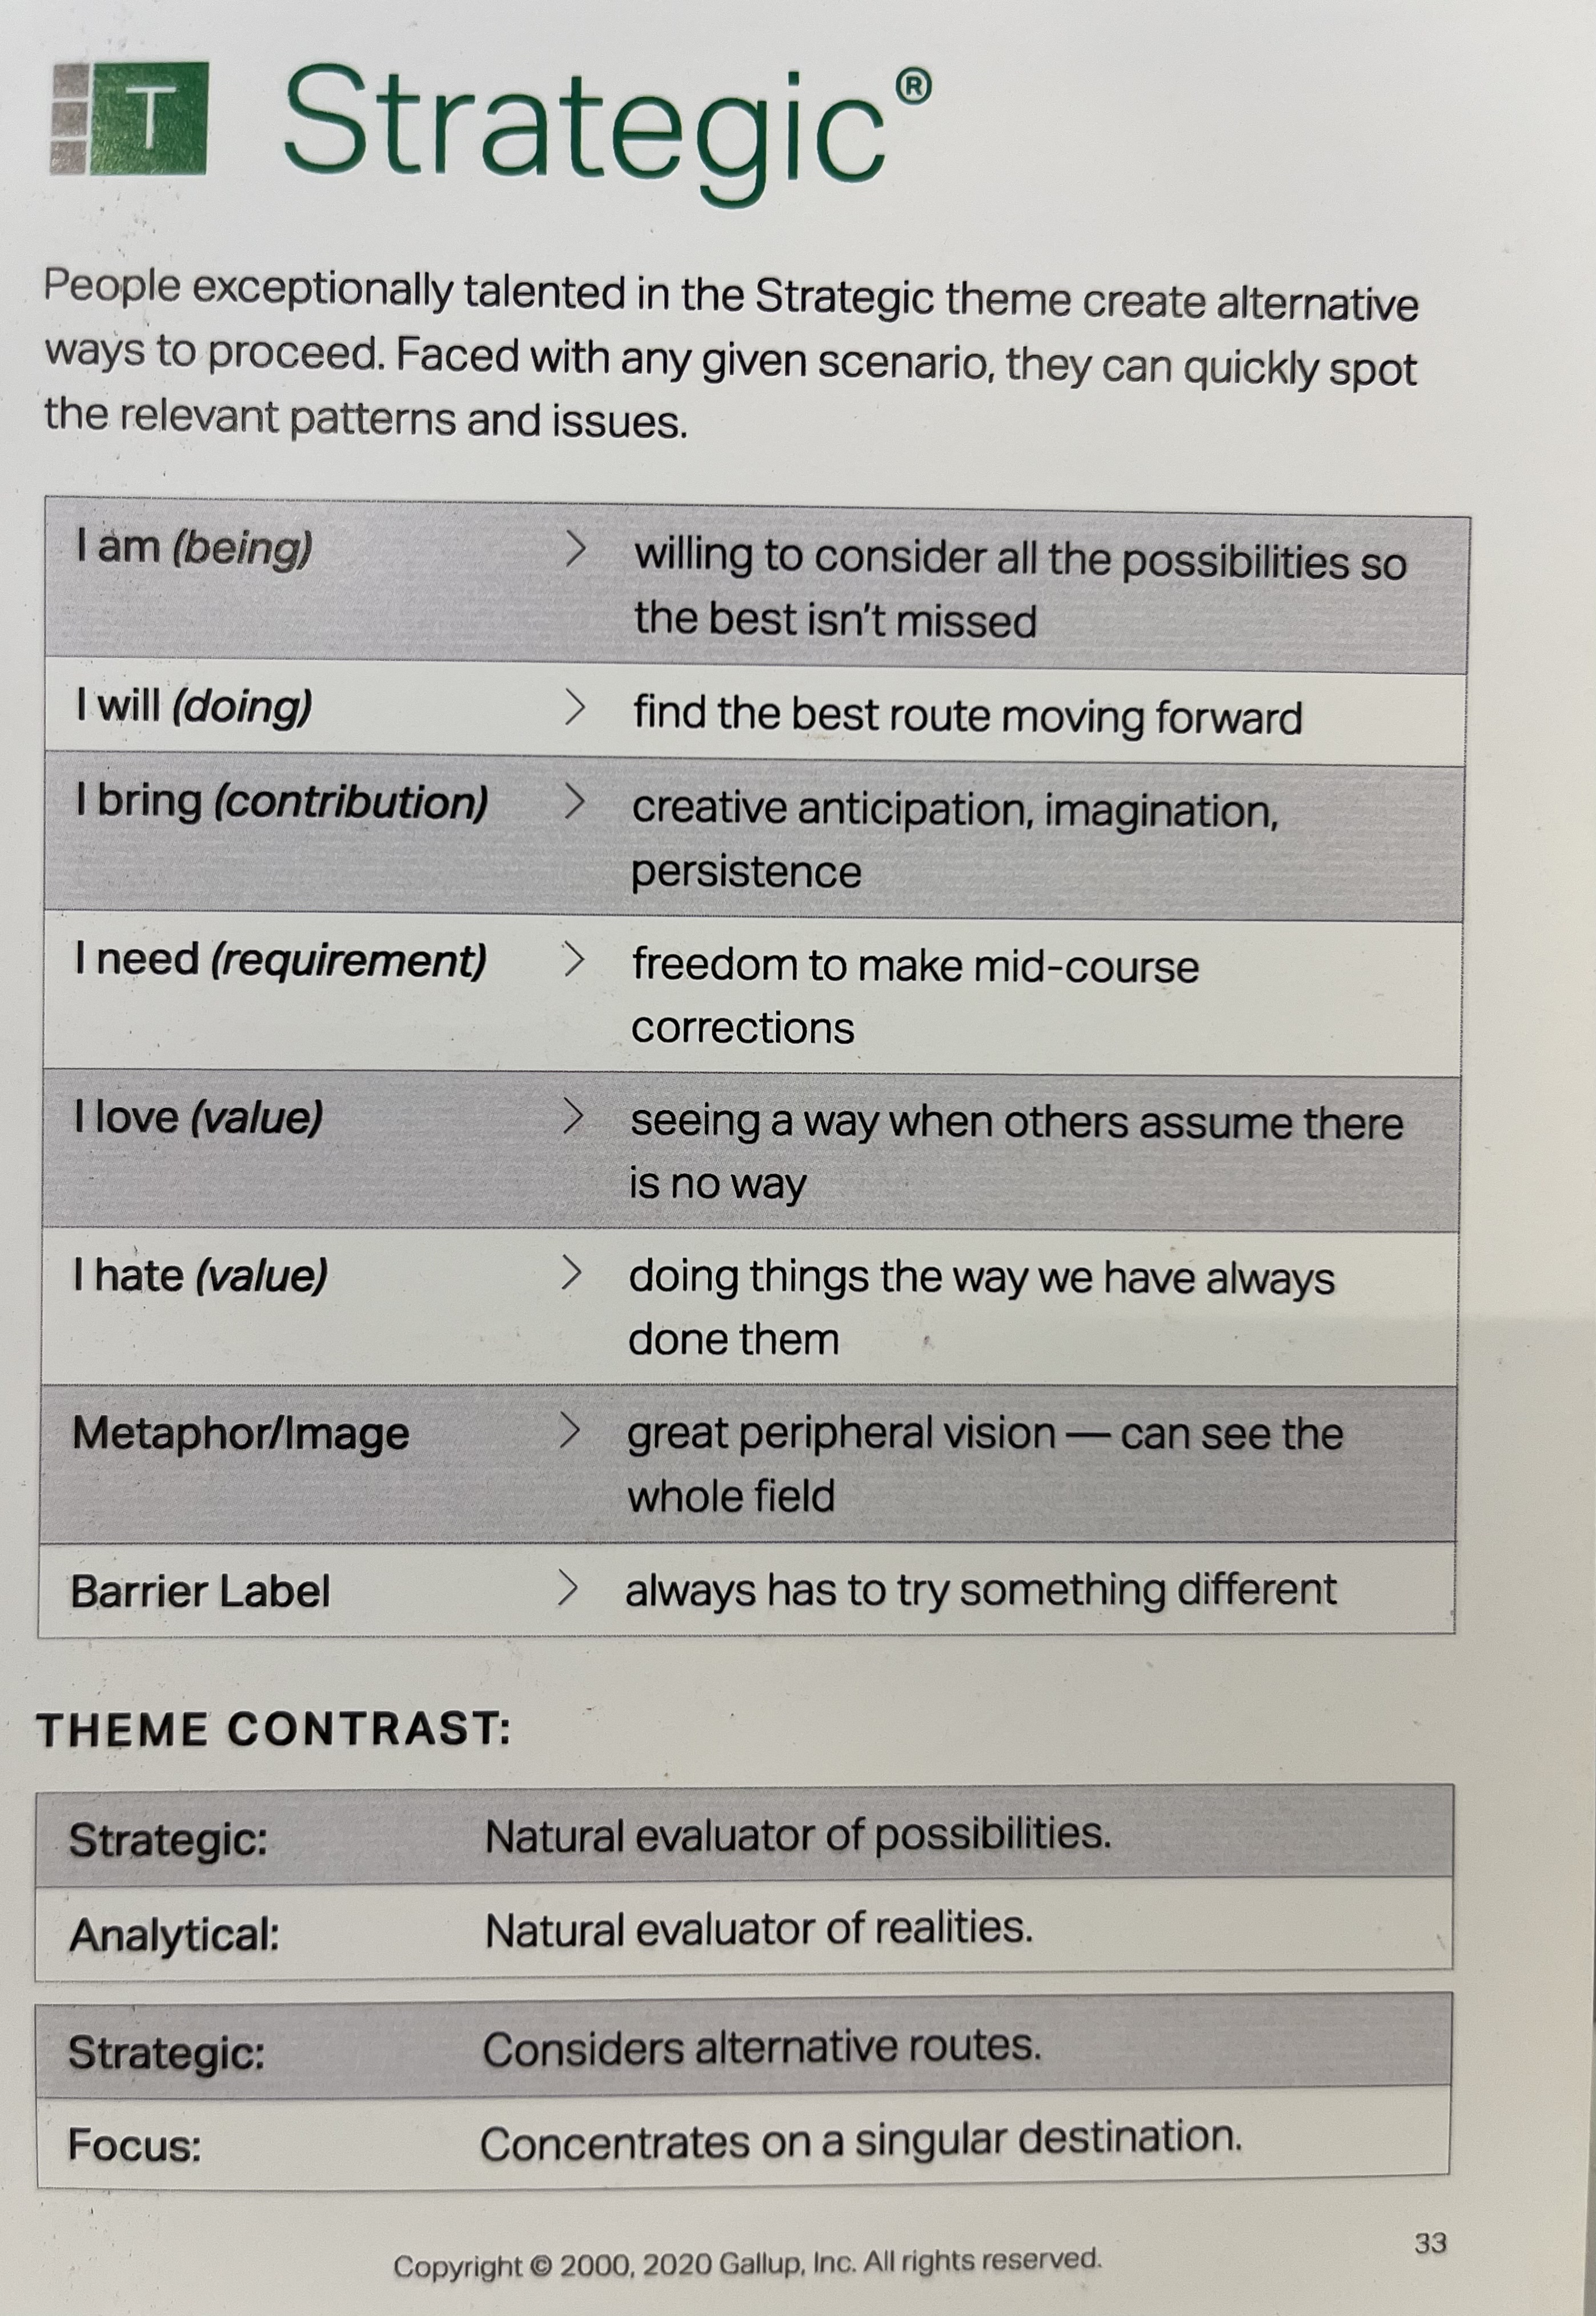 T Strategic®
People exceptionally talented in the Strategic theme create alternative
ways to proceed. Faced with any given scenario, they can quickly spot
the relevant patterns and issues.
I am (being) > willing to consider all the possibilities so
the best isn't missed
I will (doing) > find the best route moving forward
I bring (contribution) > creative anticipation, imagination,
persistence
I need (requirement) > freedom to make mid-course
corrections
I love (value) > seeing a way when others assume there
is no way
I hate (value) > doing things the way we have always
done them
Metaphor/Image > great peripheral vision — can see the
whole field
Barrier Label > always has to try something different
THEME CONTRAST:
Strategic: Natural evaluator of possibilities.
Analytical: Natural evaluator of realities.
Strategic: Considers alternative routes.
Focus: Concentrates on a singular destination.
Copyright © 2000, 2020 Gallup, Inc. All rights reserved.
33